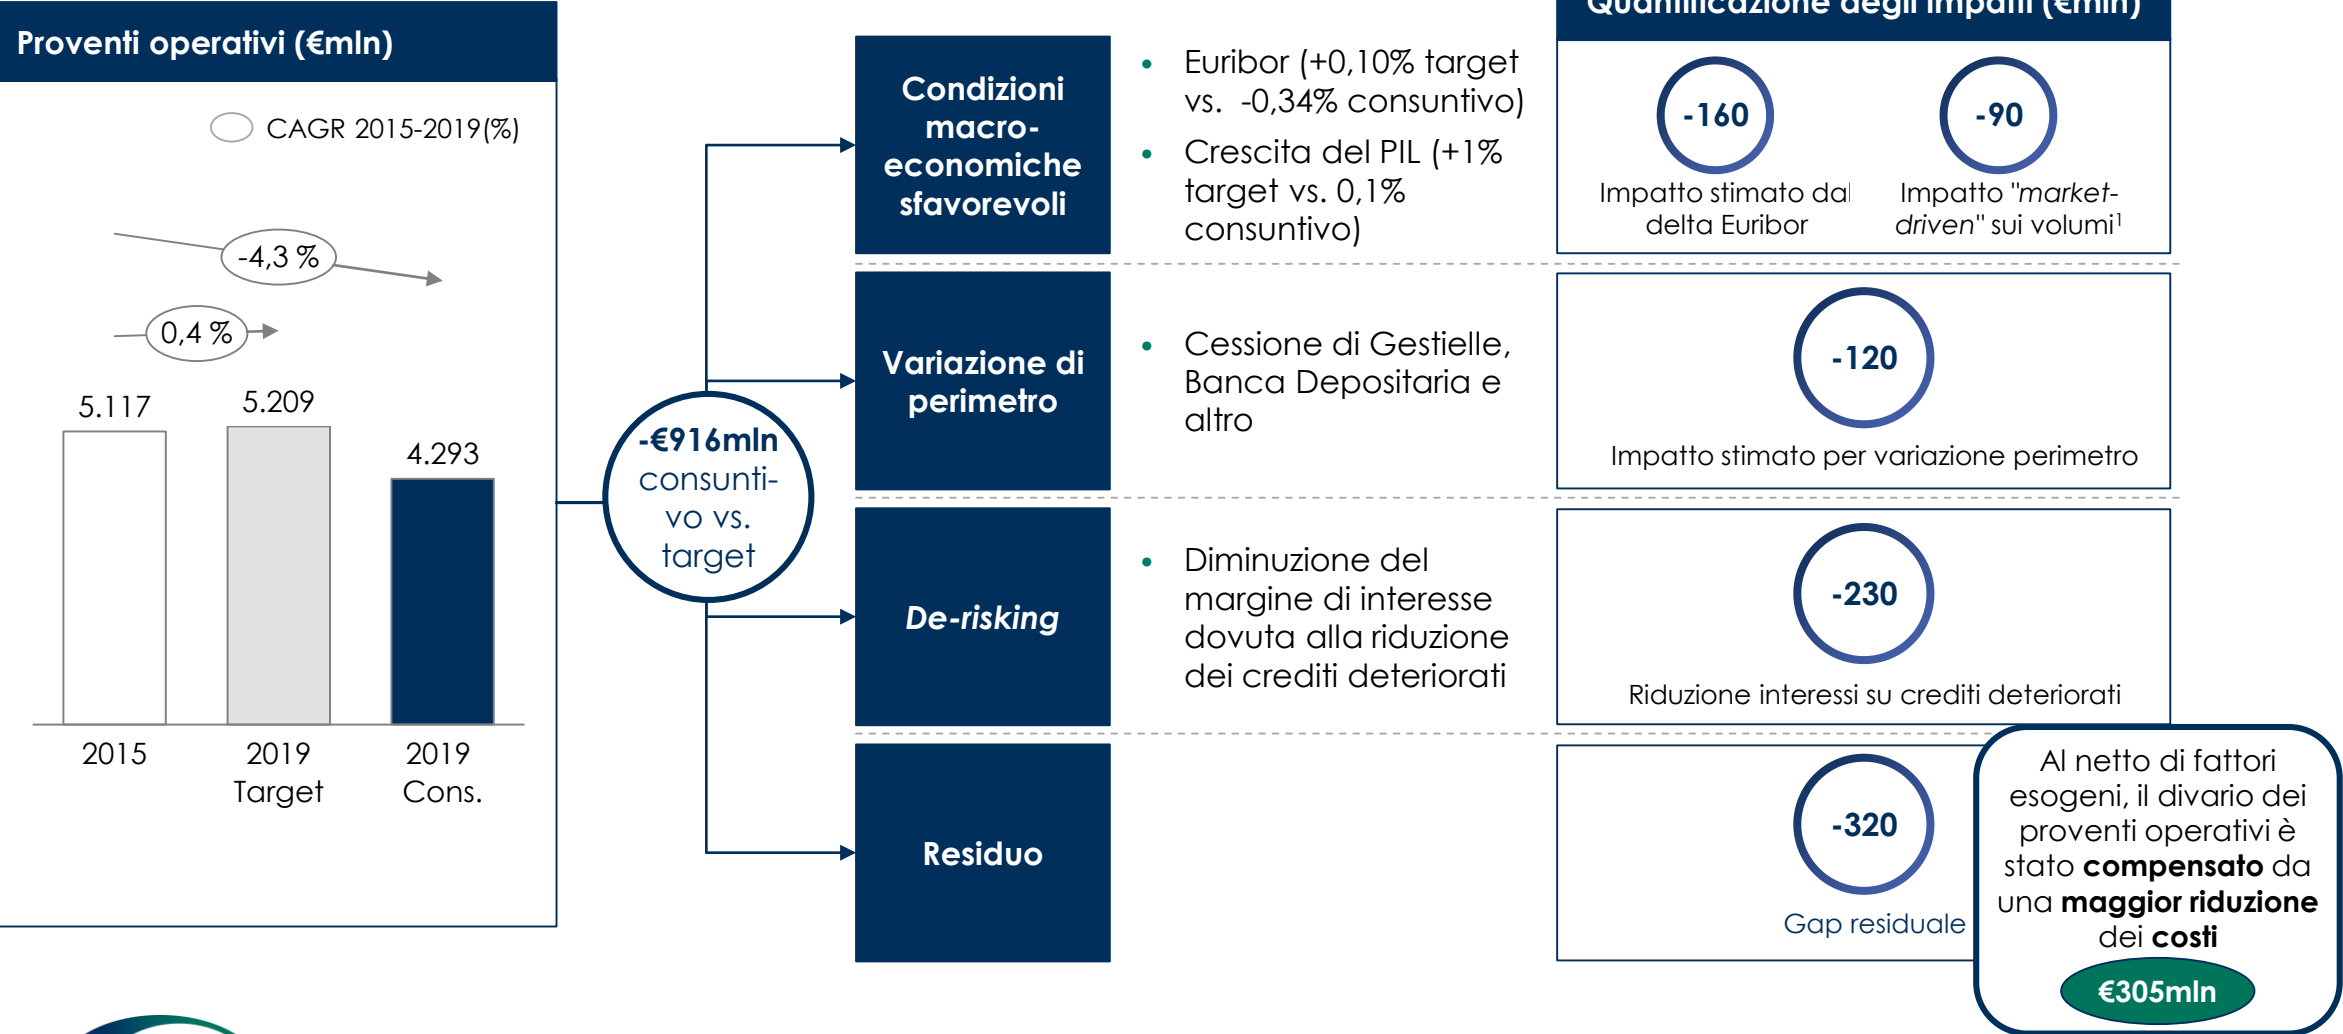 Proventi operativi (€mln)
CAGR 2015-2019(%)
-4,3 %
0,4 %
5.117
5.209
4.293
2015
2019
Target
2019
Cons.
-€916mln
consunti-
vo vs.
target
Condizioni
macro-
economiche
sfavorevoli
• Euribor (+0,10% target
vs. -0,34% consuntivo)
• Crescita del PIL (+1%
target vs. 0,1%
consuntivo)
Quantificazione degli impatti (€mln)
-160
Impatto stimato dal
delta Euribor
-90
Impatto "market-
driven" sui volumi¹
Variazione di
perimetro
• Cessione di Gestielle,
Banca Depositaria e
altro
-120
Impatto stimato per variazione perimetro
De-risking
• Diminuzione del
margine di interesse
dovuta alla riduzione
dei crediti deteriorati
-230
Riduzione interessi su crediti deteriorati
Residuo
-320
Gap residuale
Al netto di fattori
esogeni, il divario dei
proventi operativi è
stato compensato da
una maggior riduzione
dei costi
€305mln